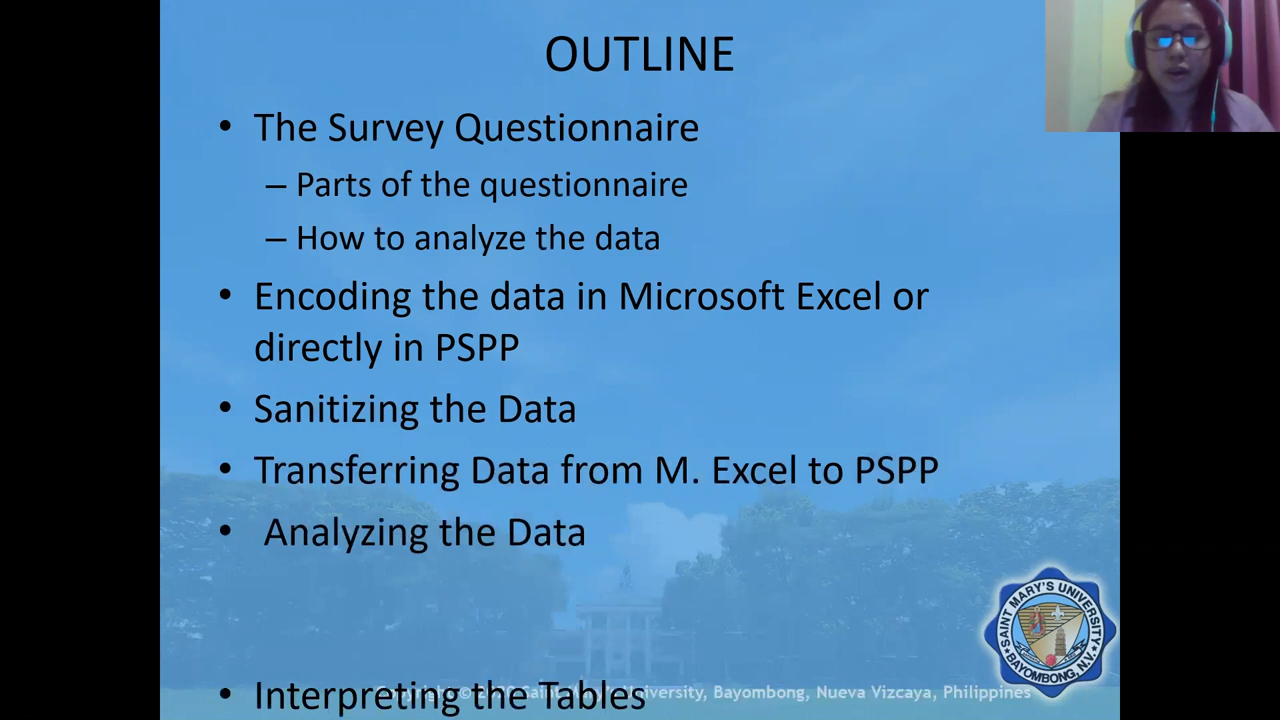 OUTLINE
• The Survey Questionnaire
– Parts of the questionnaire
– How to analyze the data
• Encoding the data in Microsoft Excel or
directly in PSPP
• Sanitizing the Data
• Transferring Data from M. Excel to PSPP
• Analyzing the Data
• Interpreting the Tables
Saint Mary's University, Bayombong, Nueva Vizcaya, Philippines
SAINT MARY'S UNIVERSITY
BAYOMBONG, N.V.